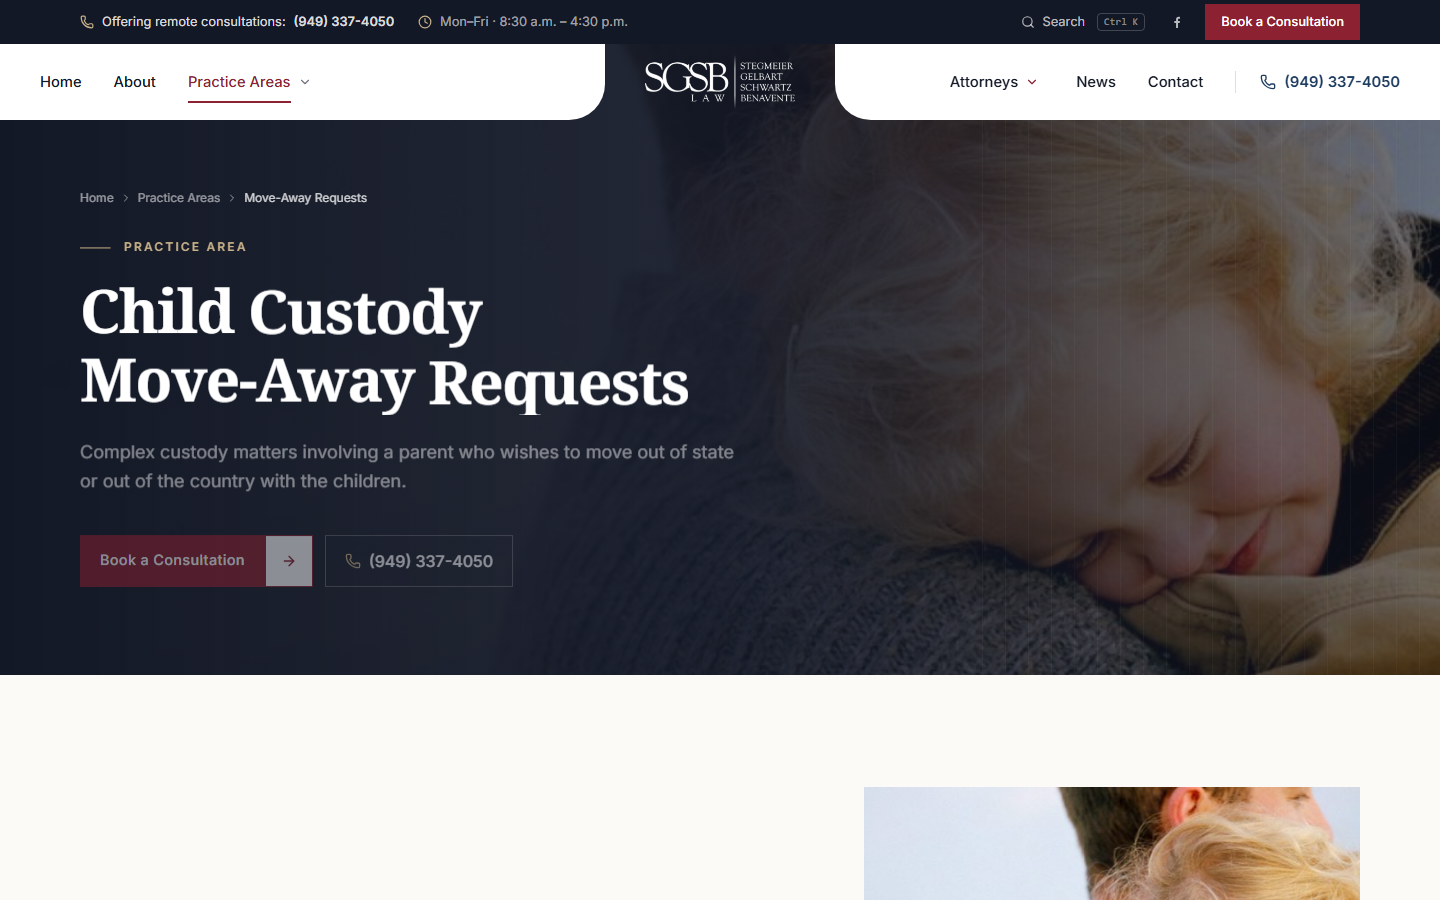 Offering remote consultations: (949) 337-4050 Mon–Fri · 8:30 a.m. – 4:30 p.m. Search Ctrl K Book a Consultation
Home About Practice Areas Attorneys News Contact (949) 337-4050
SGSB LAW
STEGMEIER
GELBART
SCHWARTZ
BENAVENTE
Home > Practice Areas > Move-Away Requests
PRACTICE AREA
Child Custody
Move-Away Requests
Complex custody matters involving a parent who wishes to move out of state
or out of the country with the children.
Book a Consultation → (949) 337-4050